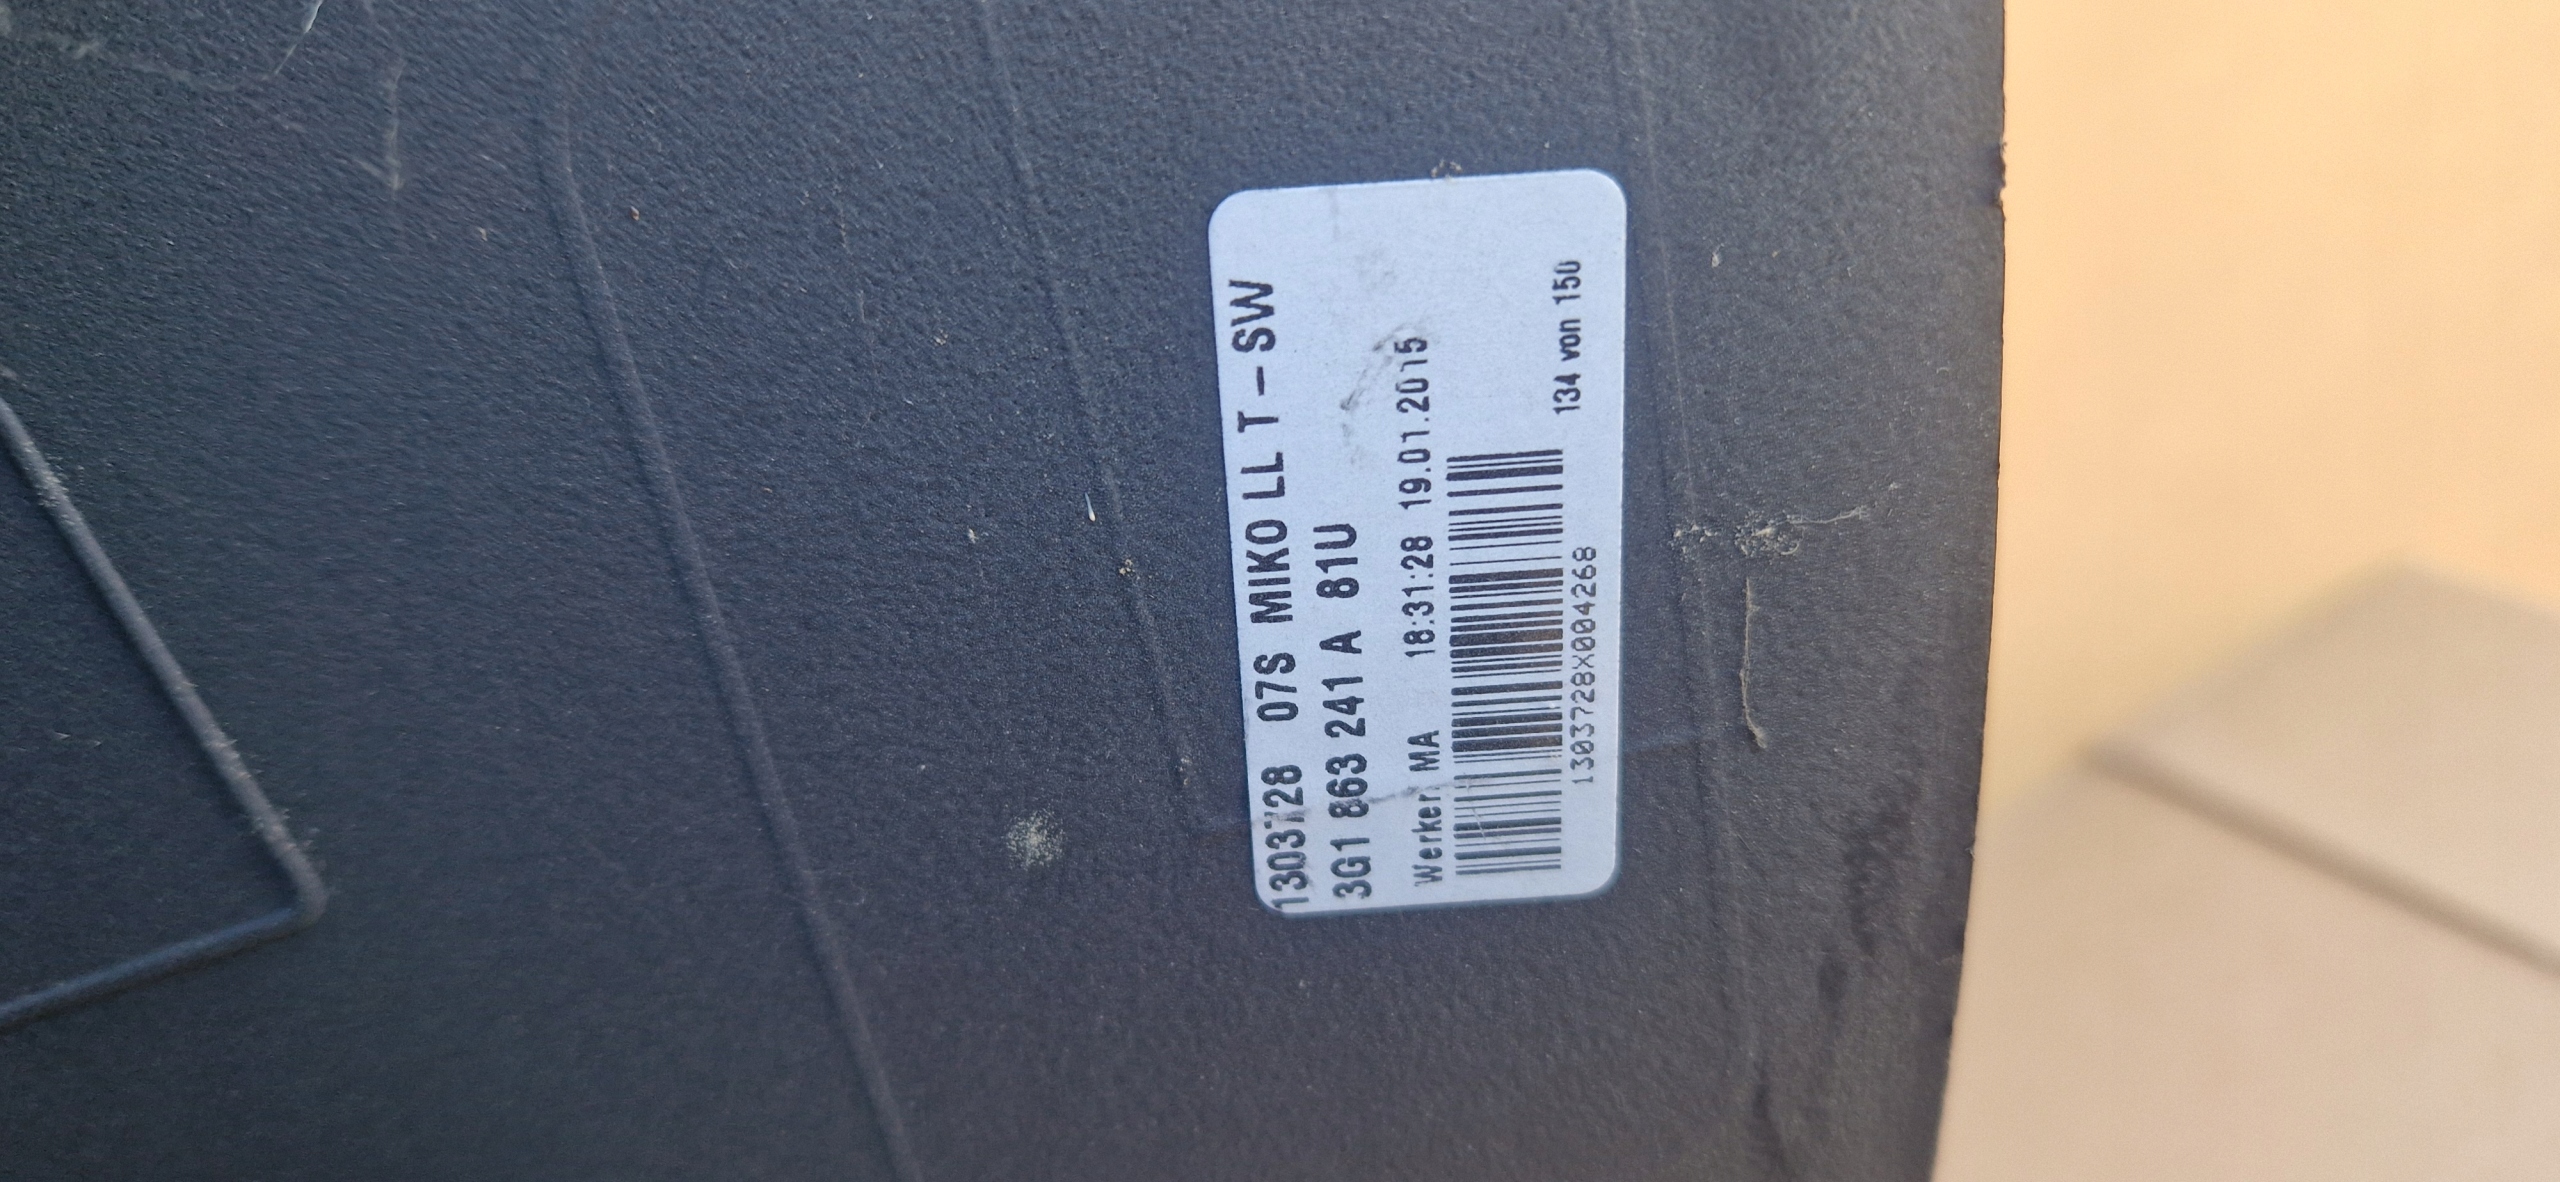 1303728 07S MIKO LL T-SW
3G1 863 241 A 81U
Werker MA 18:31:28 19.01.2015
1303728X004268
134 von 150